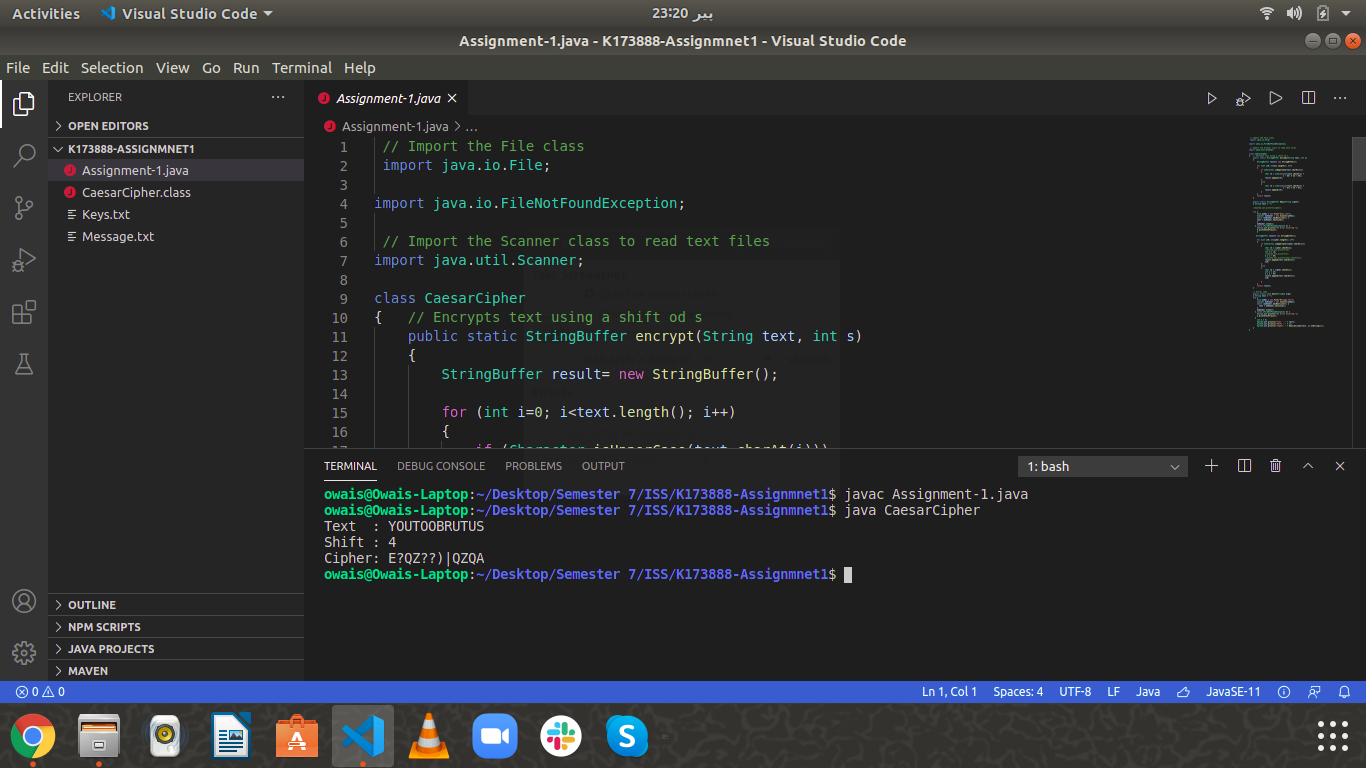 Activities Visual Studio Code 23:20 پیر
Assignment-1.java - K173888-Assignmnet1 - Visual Studio Code
File Edit Selection View Go Run Terminal Help
EXPLORER
OPEN EDITORS
K173888-ASSIGNMNET1
Assignment-1.java
CaesarCipher.class
Keys.txt
Message.txt
OUTLINE
NPM SCRIPTS
JAVA PROJECTS
MAVEN
Assignment-1.java
Assignment-1.java > ...
1 // Import the File class
2 import java.io.File;
3
4 import java.io.FileNotFoundException;
5
6 // Import the Scanner class to read text files
7 import java.util.Scanner;
8
9 class CaesarCipher
10 { // Encrypts text using a shift od s
11 public static StringBuffer encrypt(String text, int s)
12 {
13 StringBuffer result= new StringBuffer();
14
15 for (int i=0; i<text.length(); i++)
16 {
17 if (Character.isUpperCase(text.charAt(i)))
TERMINAL DEBUG CONSOLE PROBLEMS OUTPUT 1: bash
owais@Owais-Laptop:~/Desktop/Semester 7/ISS/K173888-Assignmnet1$ javac Assignment-1.java
owais@Owais-Laptop:~/Desktop/Semester 7/ISS/K173888-Assignmnet1$ java CaesarCipher
Text : YOUTOOBRUTUS
Shift : 4
Cipher: E?QZ??)|QZQA
owais@Owais-Laptop:~/Desktop/Semester 7/ISS/K173888-Assignmnet1$
0 0 Ln 1, Col 1 Spaces: 4 UTF-8 LF Java JavaSE-11